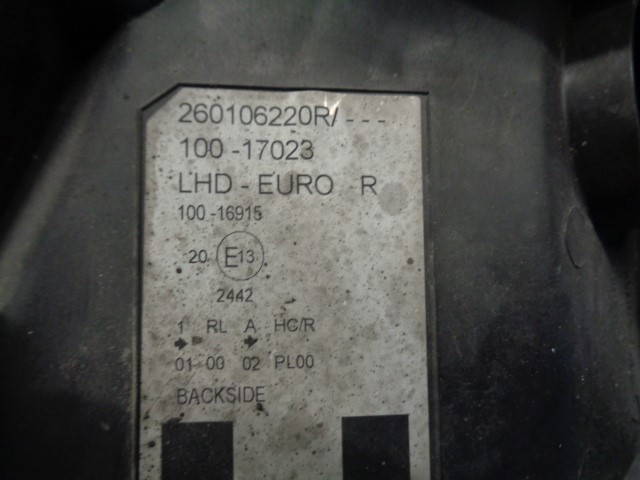 260106220R/ - - -
100 -17023
LHD - EURO R
100 -16915
20 E13
2442
1 RL A HC/R
01 00 02 PL00
BACKSIDE